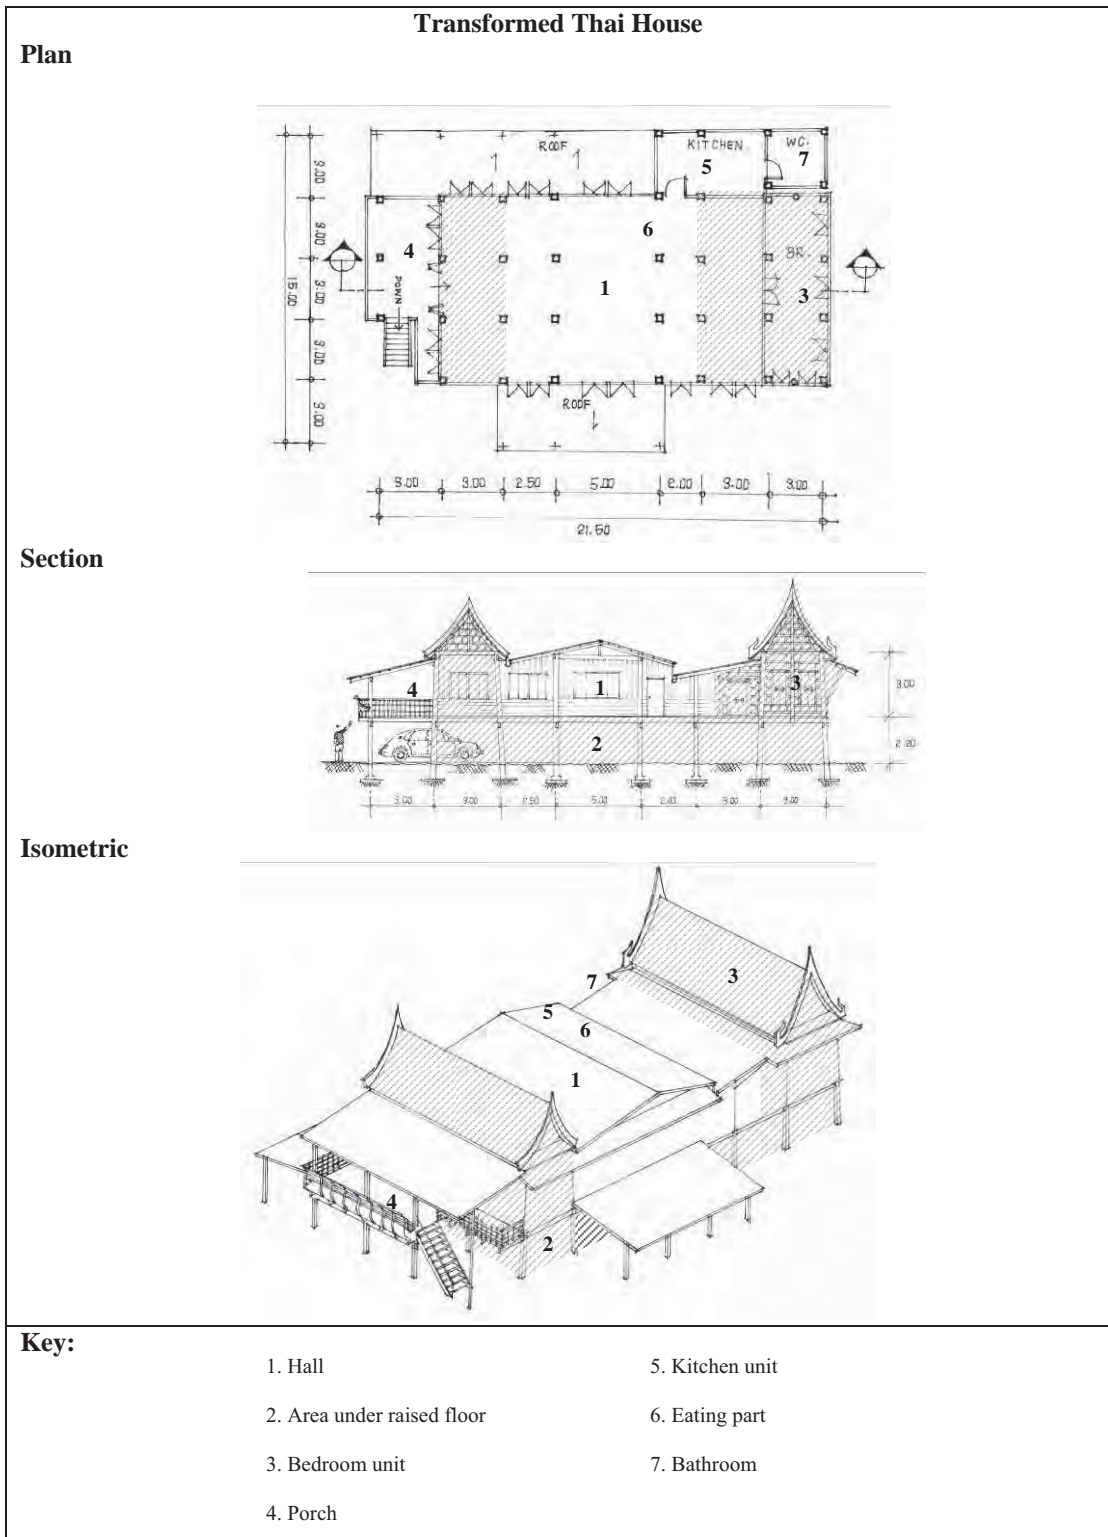 Transformed Thai House
Plan
ROOF
KITCHEN
WC.
5
7
6
4
BR.
1
3
DOWN
ROOF
3.00
3.00
3.00
3.00
3.00
15.00
3.00 3.00 2.50 5.00 2.00 3.00 3.00
21.50
Section
4
1
3
2
3.00
2.20
3.00 3.00 2.50 5.00 2.00 3.00 3.00
Isometric
3
7
5
6
1
4
2
Key:
1. Hall
2. Area under raised floor
3. Bedroom unit
4. Porch
5. Kitchen unit
6. Eating part
7. Bathroom